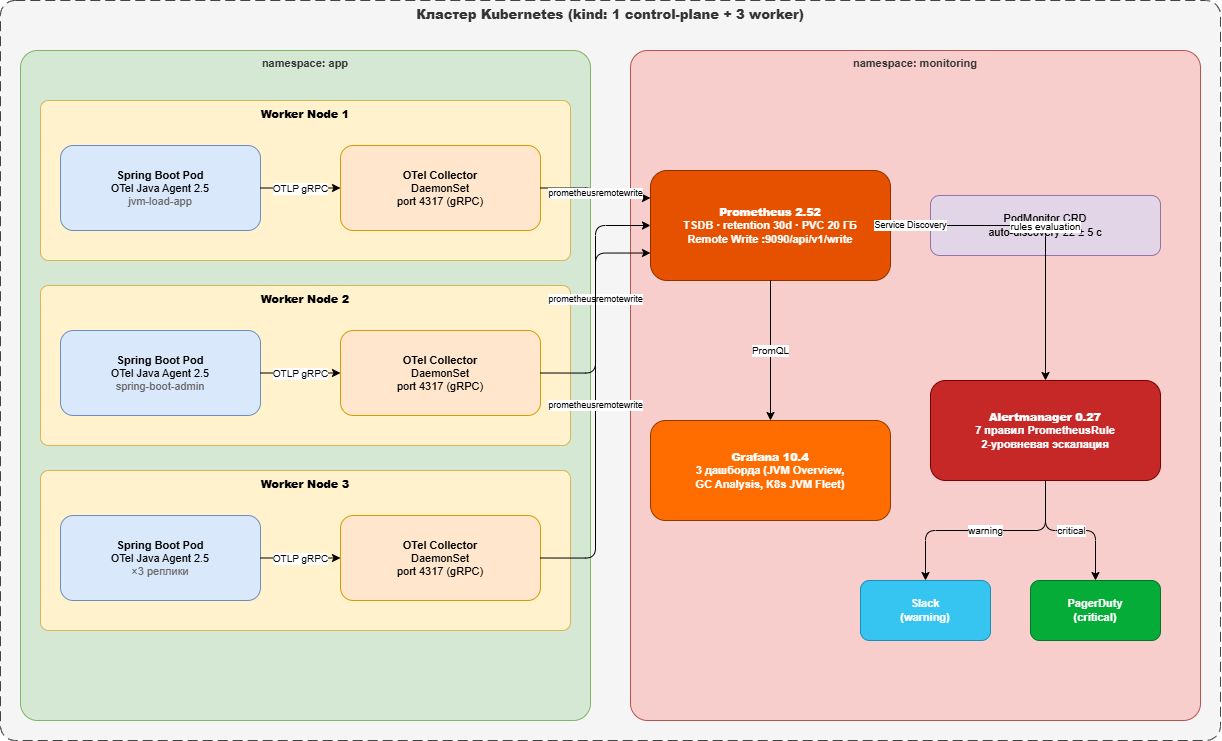 Кластер Kubernetes (kind: 1 control-plane + 3 worker)
namespace: app
Worker Node 1
Spring Boot Pod
OTel Java Agent 2.5
jvm-load-app
OTLP gRPC
OTel Collector
DaemonSet
port 4317 (gRPC)
prometheusremotewrite
Worker Node 2
Spring Boot Pod
OTel Java Agent 2.5
spring-boot-admin
OTLP gRPC
OTel Collector
DaemonSet
port 4317 (gRPC)
prometheusremotewrite
Worker Node 3
Spring Boot Pod
OTel Java Agent 2.5
×3 реплики
OTLP gRPC
OTel Collector
DaemonSet
port 4317 (gRPC)
prometheusremotewrite
namespace: monitoring
Prometheus 2.52
TSDB · retention 30d · PVC 20 ГБ
Remote Write :9090/api/v1/write
Service Discovery
PodMonitor CRD
auto-discovery 22 ± 5 с
rules evaluation
PromQL
Grafana 10.4
3 дашборда (JVM Overview,
GC Analysis, K8s JVM Fleet)
Alertmanager 0.27
7 правил PrometheusRule
2-уровневая эскалация
warning
critical
Slack
(warning)
PagerDuty
(critical)